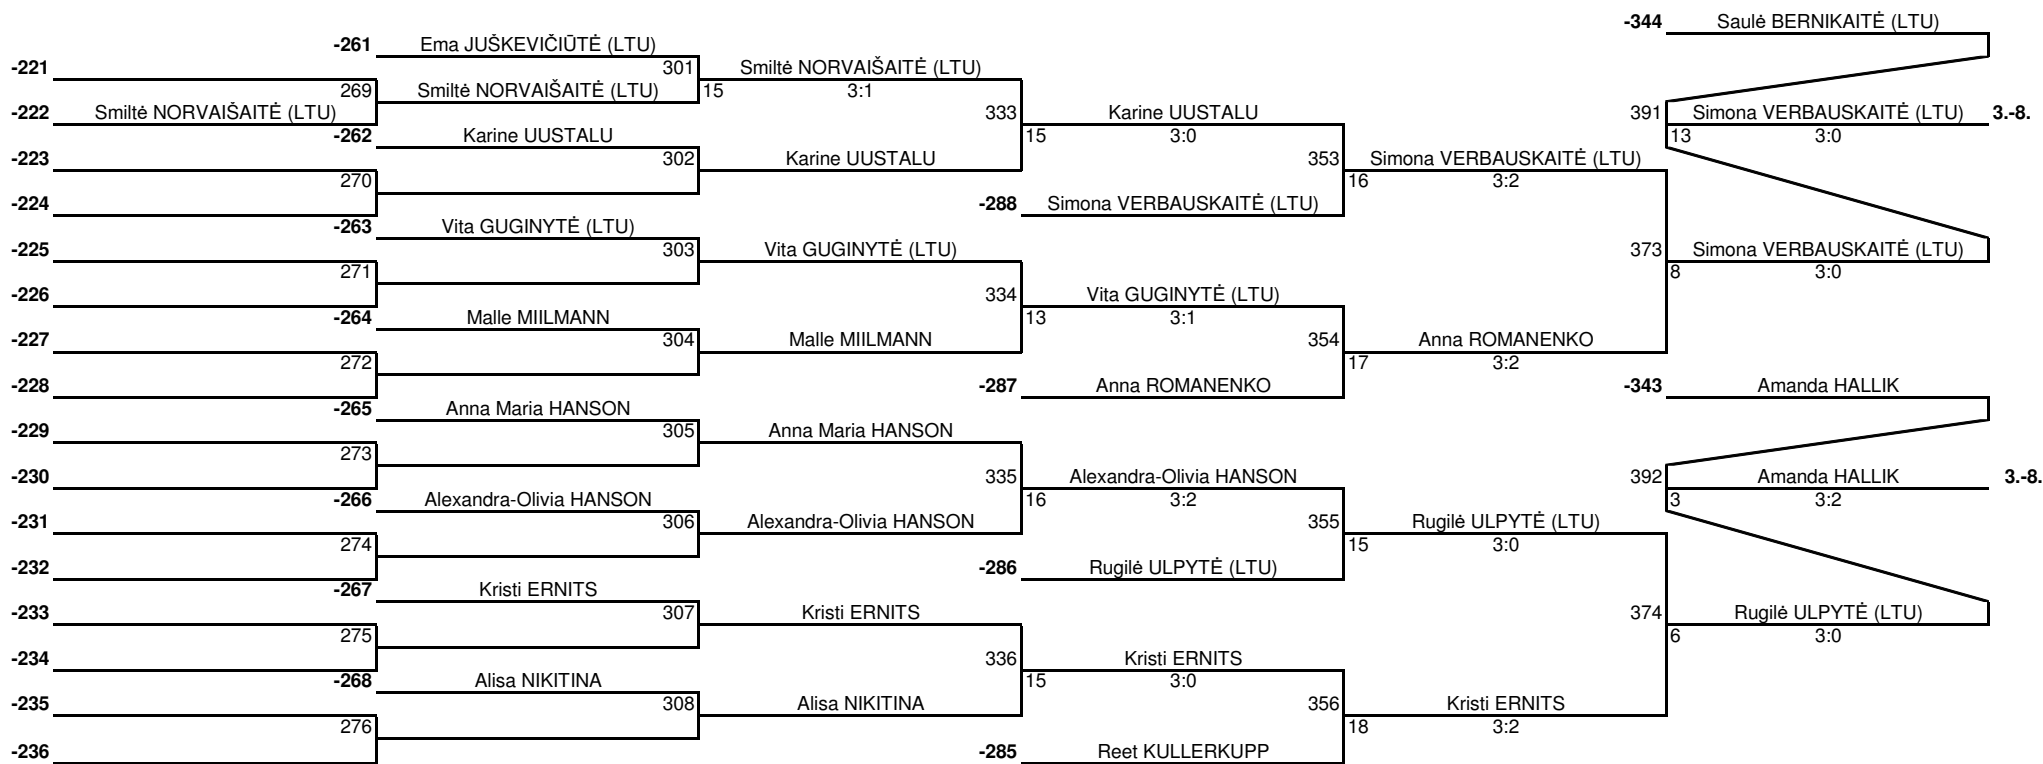 -344 Saulė BERNIKAITĖ (LTU)
-261 Ema JUŠKEVIČIŪTĖ (LTU)
-221 301 Smiltė NORVAIŠAITĖ (LTU)
269 Smiltė NORVAIŠAITĖ (LTU) 15 3:1
-222 Smiltė NORVAIŠAITĖ (LTU) 333 Karine UUSTALU 391 Simona VERBAUSKAITĖ (LTU) 3.-8.
-262 Karine UUSTALU 15 3:0 13 3:0
-223 302 Karine UUSTALU 353 Simona VERBAUSKAITĖ (LTU)
270 16 3:2
-224 -288 Simona VERBAUSKAITĖ (LTU)
-263 Vita GUGINYTĖ (LTU)
-225 303 Vita GUGINYTĖ (LTU) 373 Simona VERBAUSKAITĖ (LTU)
271 8 3:0
-226 334 Vita GUGINYTĖ (LTU)
-264 Malle MIILMANN 13 3:1
-227 304 Malle MIILMANN 354 Anna ROMANENKO
272 17 3:2
-228 -287 Anna ROMANENKO -343 Amanda HALLIK
-265 Anna Maria HANSON
-229 305 Anna Maria HANSON
273
-230 335 Alexandra-Olivia HANSON 392 Amanda HALLIK 3.-8.
-266 Alexandra-Olivia HANSON 16 3:2 3 3:2
-231 306 Alexandra-Olivia HANSON 355 Rugilė ULPYTĖ (LTU)
274 15 3:0
-232 -286 Rugilė ULPYTĖ (LTU)
-267 Kristi ERNITS
-233 307 Kristi ERNITS 374 Rugilė ULPYTĖ (LTU)
275 6 3:0
-234 336 Kristi ERNITS
-268 Alisa NIKITINA 15 3:0
-235 308 Alisa NIKITINA 356 Kristi ERNITS
276 18 3:2
-236 -285 Reet KULLERKUPP